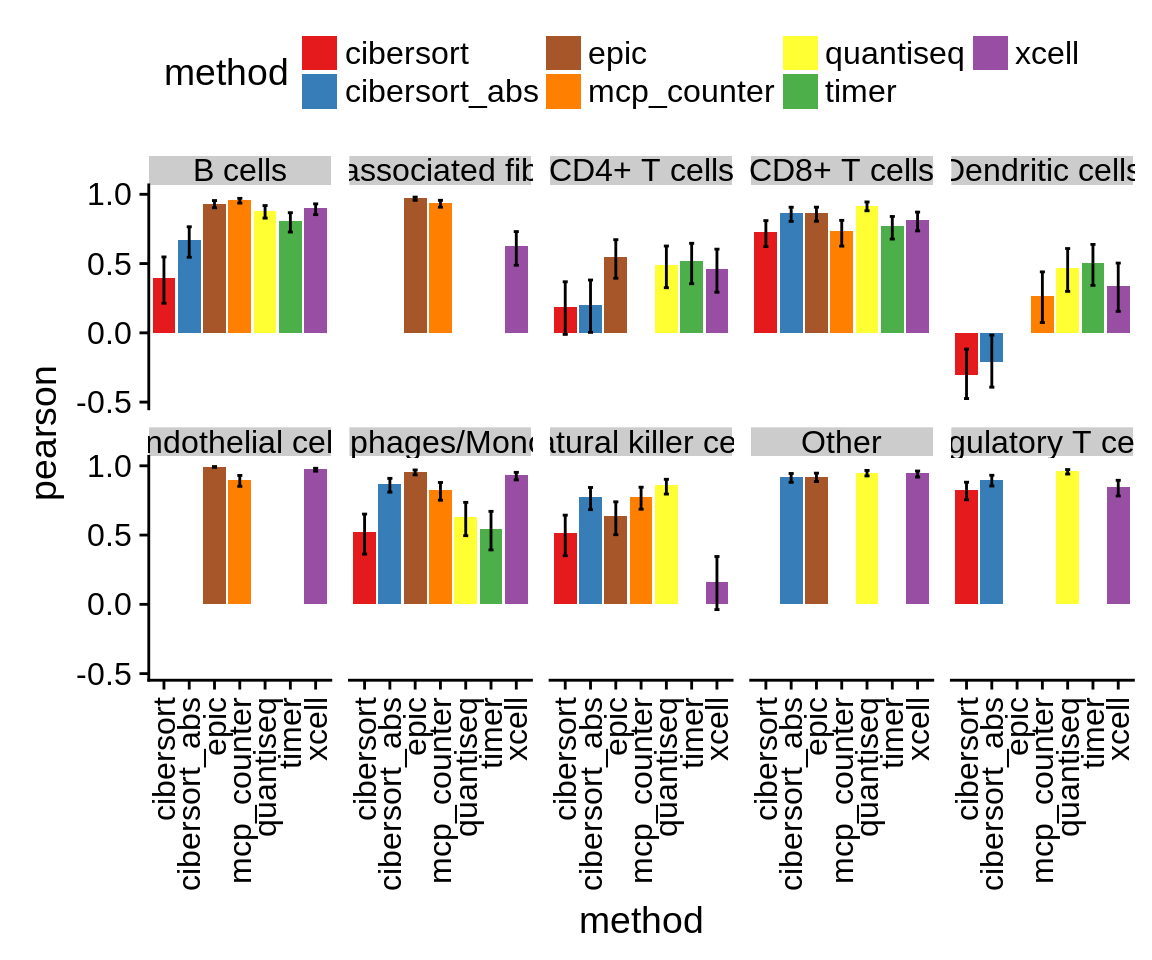 method
cibersort
epic
quantiseq
xcell
cibersort_abs
mcp_counter
timer
B cells
associated fib
CD4+ T cells
CD8+ T cells
Dendritic cells
1.0
0.5
0.0
-0.5
pearson
ndothelial cel
phages/Mono
atural killer ce
Other
gulatory T ce
1.0
0.5
0.0
-0.5
cibersort
cibersort_abs
epic
mcp_counter
quantiseq
timer
xcell
cibersort
cibersort_abs
epic
mcp_counter
quantiseq
timer
xcell
cibersort
cibersort_abs
epic
mcp_counter
quantiseq
timer
xcell
cibersort
cibersort_abs
epic
mcp_counter
quantiseq
timer
xcell
cibersort
cibersort_abs
epic
mcp_counter
quantiseq
timer
xcell
method